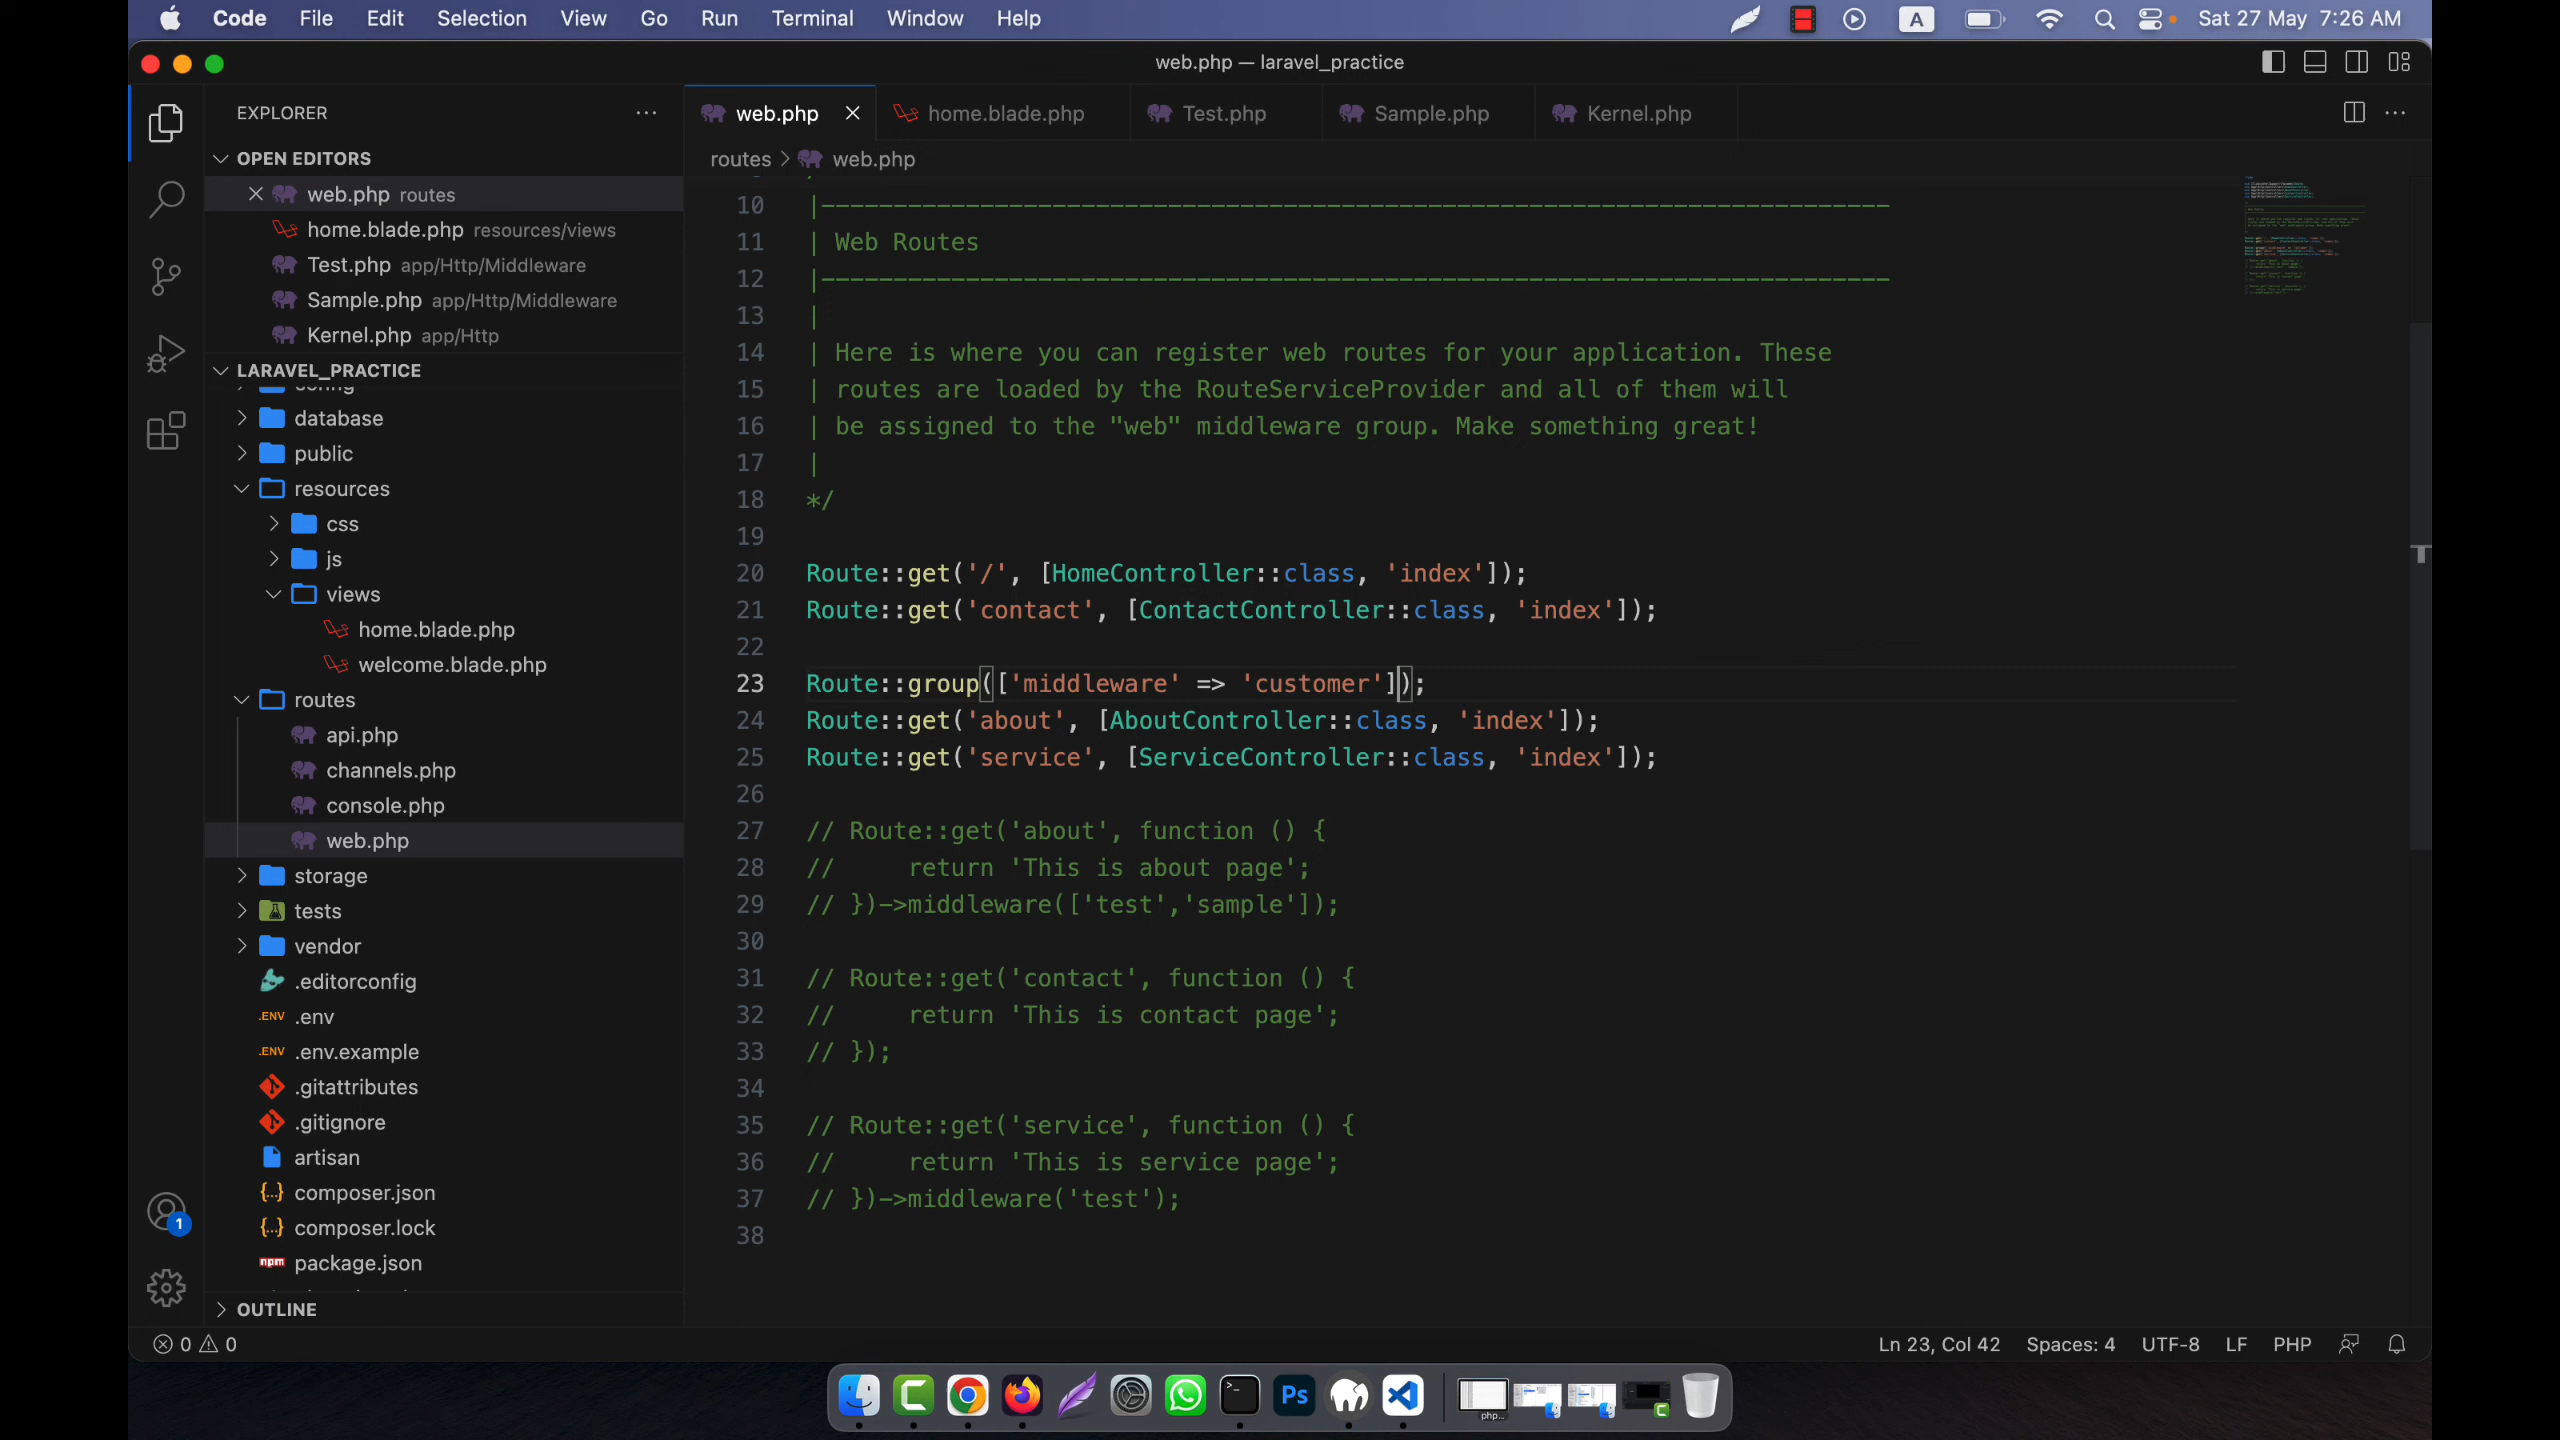 Code File Edit Selection View Go Run Terminal Window Help A Sat 27 May 7:26 AM
web.php — laravel_practice
EXPLORER
OPEN EDITORS
web.php routes
home.blade.php resources/views
Test.php app/Http/Middleware
Sample.php app/Http/Middleware
Kernel.php app/Http
LARAVEL_PRACTICE
config
database
public
resources
css
js
views
home.blade.php
welcome.blade.php
routes
api.php
channels.php
console.php
web.php
storage
tests
vendor
.editorconfig
.ENV .env
.ENV .env.example
.gitattributes
.gitignore
artisan
{..} composer.json
{..} composer.lock
npm package.json
OUTLINE
1
web.php home.blade.php Test.php Sample.php Kernel.php
routes > web.php
10 |--------------------------------------------------------------------------
11 | Web Routes
12 |--------------------------------------------------------------------------
13 |
14 | Here is where you can register web routes for your application. These
15 | routes are loaded by the RouteServiceProvider and all of them will
16 | be assigned to the "web" middleware group. Make something great!
17 |
18 */
19
20 Route::get('/', [HomeController::class, 'index']);
21 Route::get('contact', [ContactController::class, 'index']);
22
23 Route::group(['middleware' => 'customer']);
24 Route::get('about', [AboutController::class, 'index']);
25 Route::get('service', [ServiceController::class, 'index']);
26
27 // Route::get('about', function () {
28 //     return 'This is about page';
29 // })->middleware(['test','sample']);
30
31 // Route::get('contact', function () {
32 //     return 'This is contact page';
33 // });
34
35 // Route::get('service', function () {
36 //     return 'This is service page';
37 // })->middleware('test');
38
0 0 Ln 23, Col 42 Spaces: 4 UTF-8 LF PHP
Ps php...